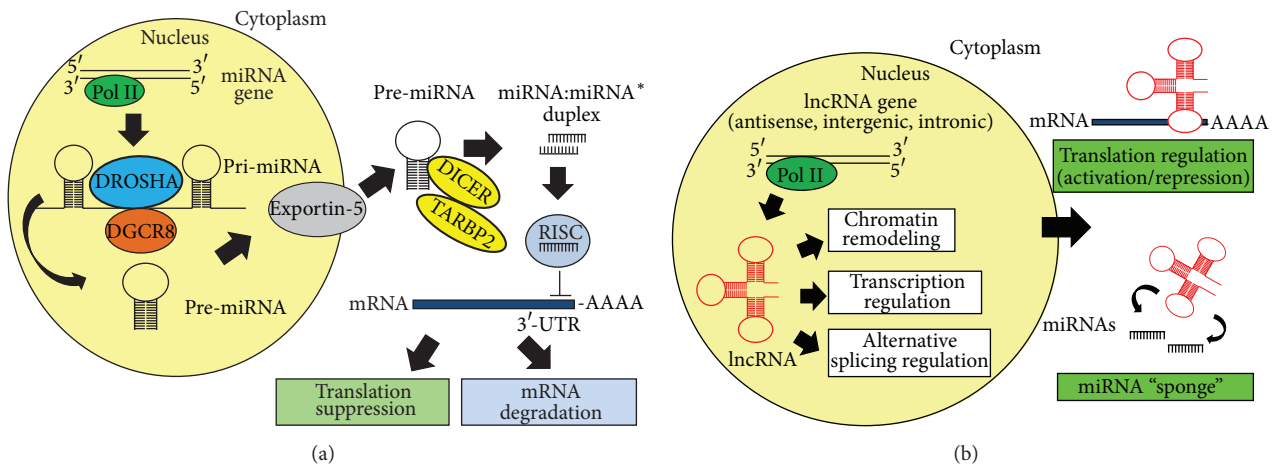 Cytoplasm
Nucleus
5′ 3′
3′ 5′
Pol II
miRNA
gene
DROSHA
DGCR8
Pri-miRNA
Exportin-5
Pre-miRNA
Pre-miRNA
DICER
TARBP2
miRNA:miRNA*
duplex
RISC
mRNA -AAAA
3′-UTR
Translation
suppression
mRNA
degradation
(a)
Cytoplasm
Nucleus
lncRNA gene
(antisense, intergenic, intronic)
5′ 3′
3′ 5′
Pol II
lncRNA
Chromatin
remodeling
Transcription
regulation
Alternative
splicing regulation
mRNA AAAA
Translation regulation
(activation/repression)
miRNAs
miRNA “sponge”
(b)